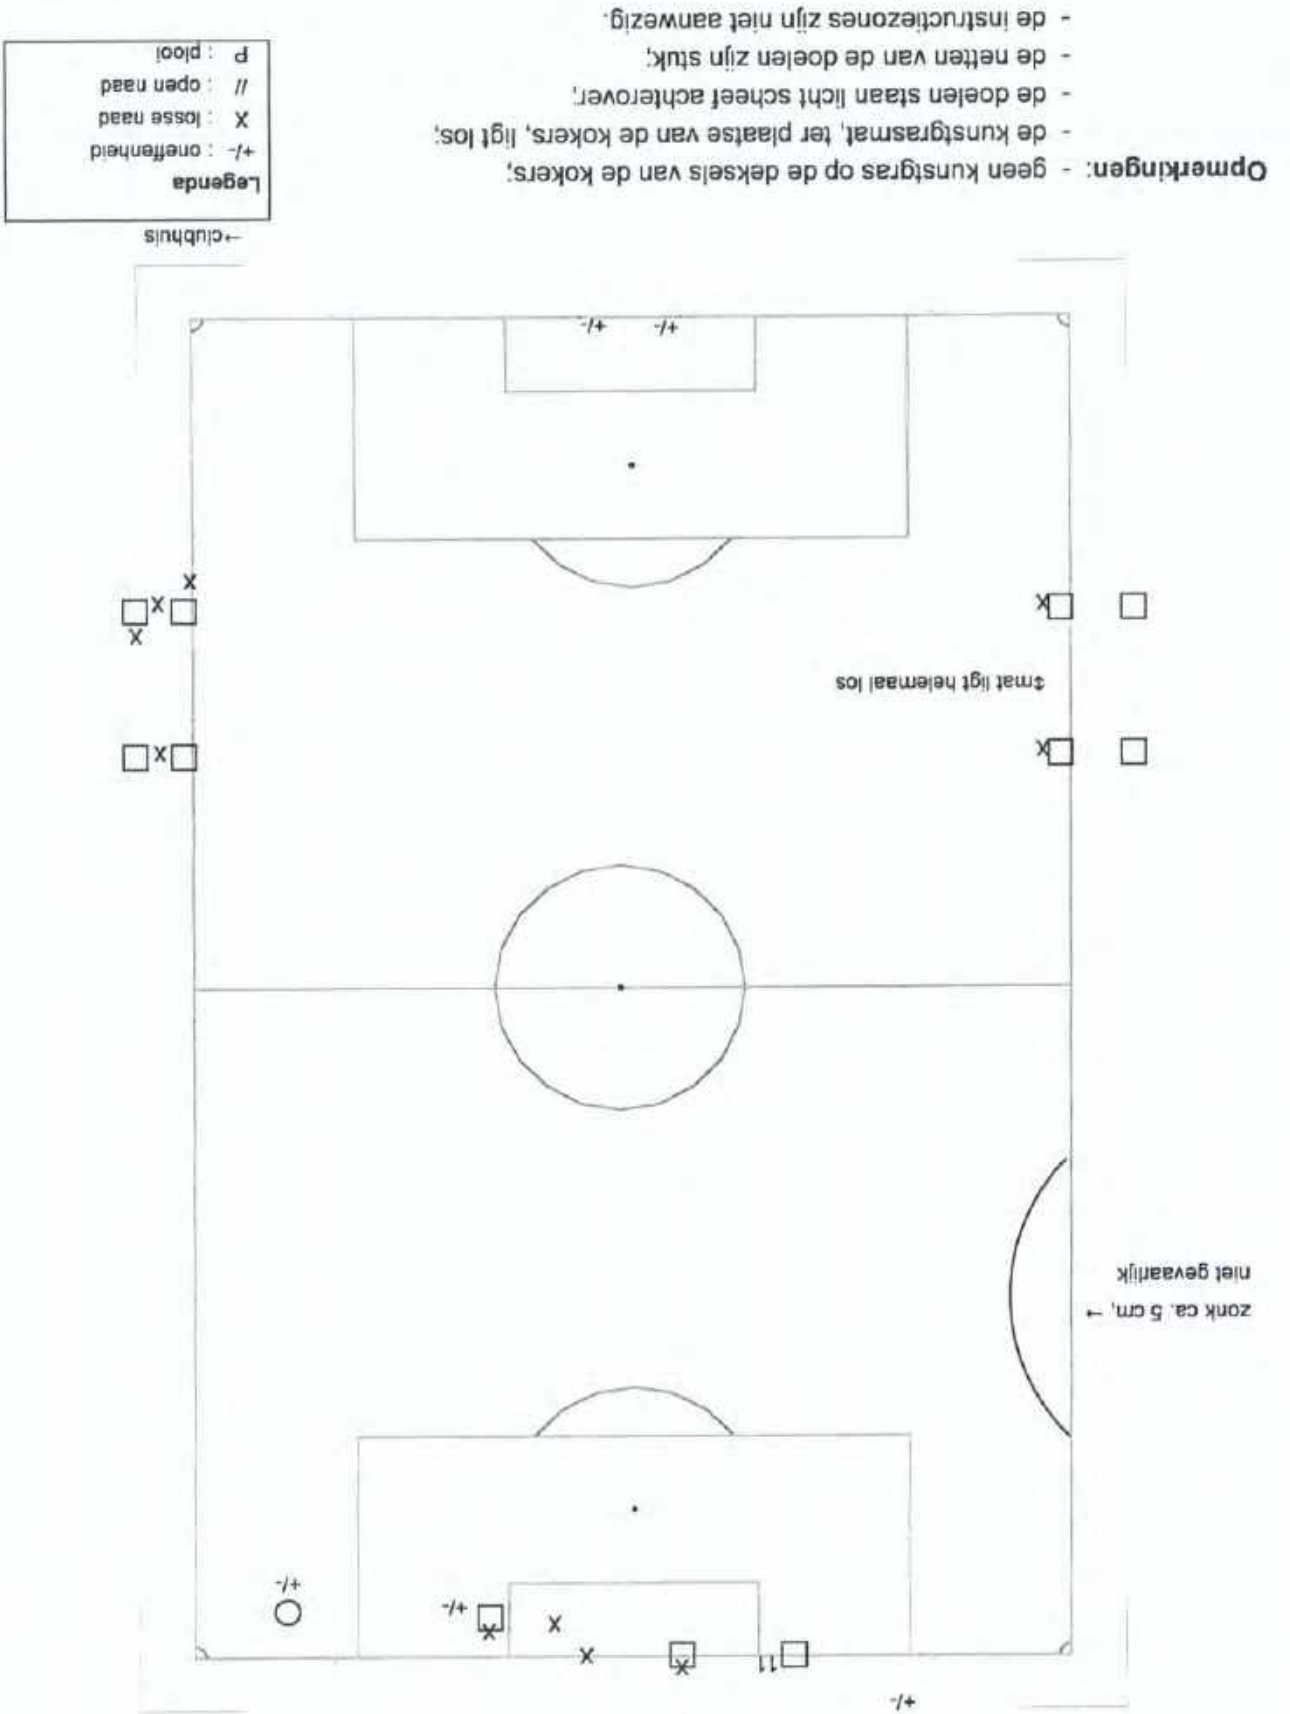 +/-
// X
X
X X
+/-
+/-
zonk ca. 5 cm, →
niet gevaarlijk
X X
↕mat ligt helemaal los
X
X X
X
+/- +/-
→clubhuis
Opmerkingen: - geen kunstgras op de deksels van de kokers;
- de kunstgrasmat, ter plaatse van de kokers, ligt los;
- de doelen staan licht scheef achterover;
- de netten van de doelen zijn stuk;
- de instructiezones zijn niet aanwezig.
Legenda
+/- : oneffenheid
X : losse naad
// : open naad
P : plooi